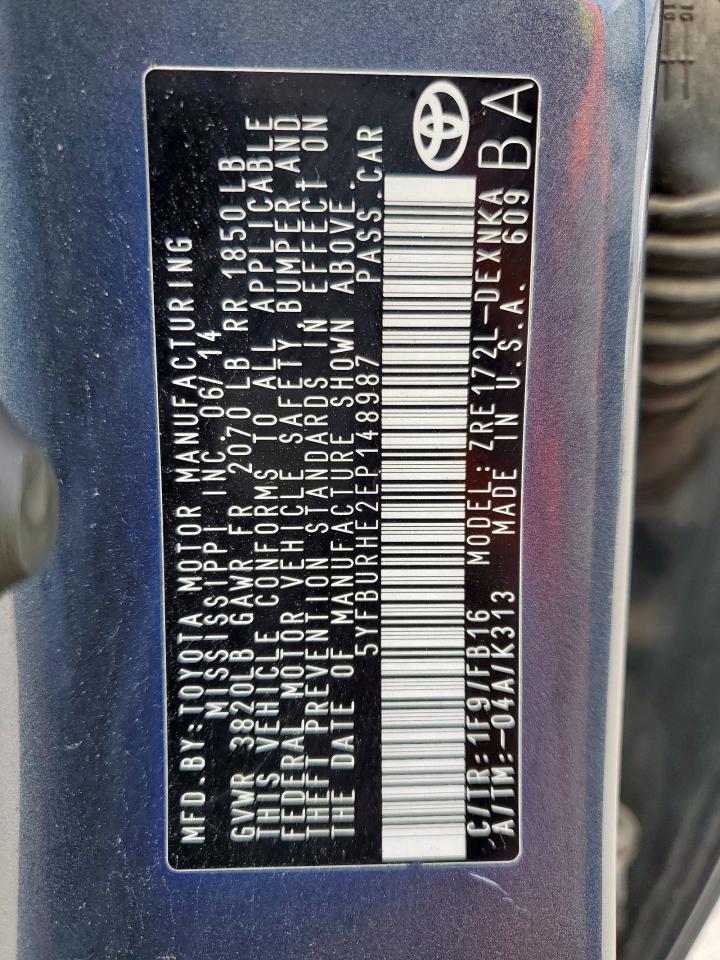 MFD.BY:TOYOTA MOTOR MANUFACTURING
MISSISSIPPI INC. 06/14
GVWR 3820LB GAWR FR 2070 LB RR 1850 LB
THIS VEHICLE CONFORMS TO ALL APPLICABLE
FEDERAL MOTOR VEHICLE SAFETY, BUMPER AND
THEFT PREVENTION STANDARDS IN EFFECT ON
THE DATE OF MANUFACTURE SHOWN ABOVE.
5YFBURHE2EP148987 PASS.CAR
C/TR:1F9/FB16 MODEL:ZRE172L-DEXNKA
A/TM:-04A/K313 MADE IN U.S.A. 609
BA